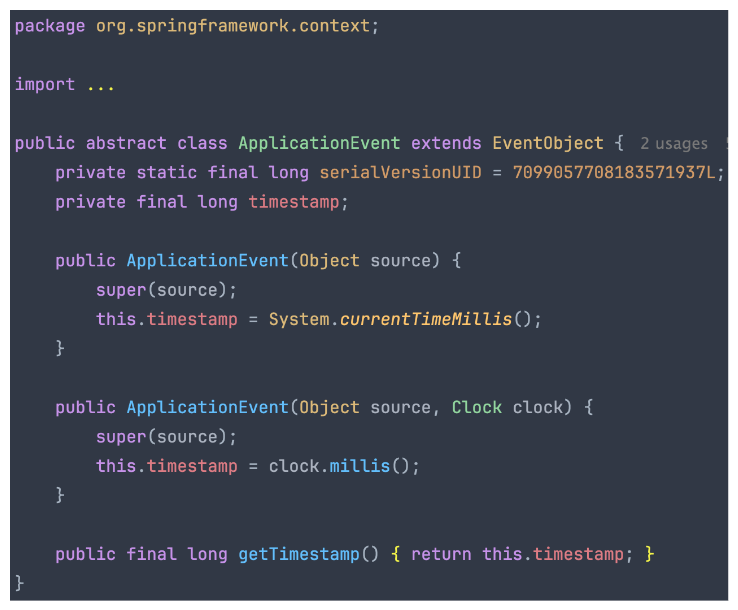 package org.springframework.context;
import ...
public abstract class ApplicationEvent extends EventObject { 2 usages
private static final long serialVersionUID = 7099057708183571937L;
private final long timestamp;
public ApplicationEvent(Object source) {
super(source);
this.timestamp = System.currentTimeMillis();
}
public ApplicationEvent(Object source, Clock clock) {
super(source);
this.timestamp = clock.millis();
}
public final long getTimestamp() { return this.timestamp; }
}